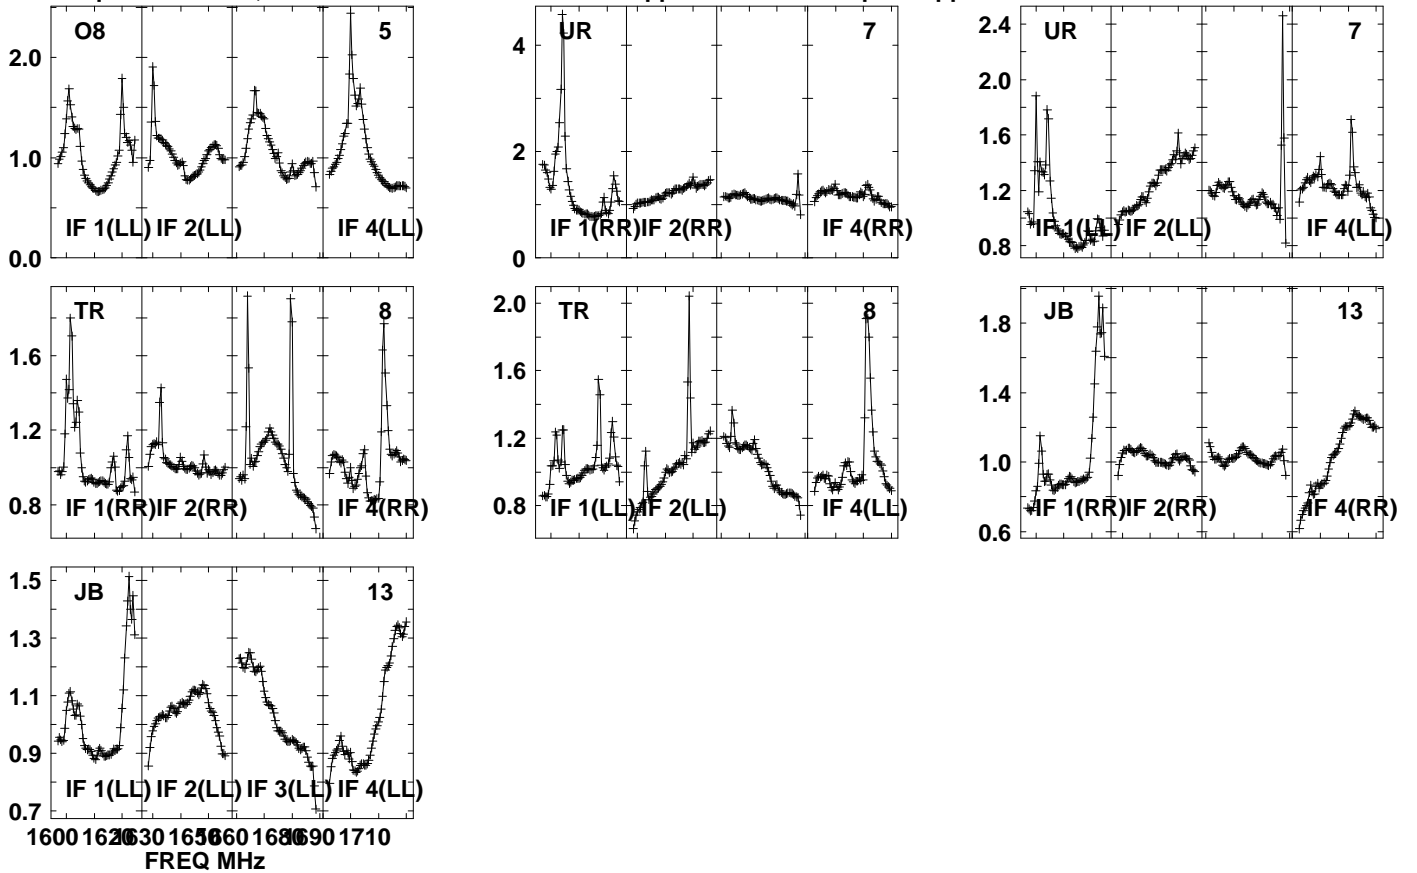 O8 5
2.0
1.0
0.0
IF 1(LL) IF 2(LL) IF 4(LL)
UR 7
4
2
0
IF 1(RR) IF 2(RR) IF 4(RR)
UR 7
2.4
2.0
1.6
1.2
0.8
IF 1(LL) IF 2(LL) IF 4(LL)
TR 8
1.6
1.2
0.8
IF 1(RR) IF 2(RR) IF 4(RR)
TR 8
2.0
1.6
1.2
0.8
IF 1(LL) IF 2(LL) IF 4(LL)
JB 13
1.8
1.4
1.0
0.6
IF 1(RR) IF 2(RR) IF 4(RR)
JB 13
1.5
1.3
1.1
0.9
0.7
IF 1(LL) IF 2(LL) IF 3(LL) IF 4(LL)
1600 1620 1630 1650 1660 1680 1690 1710
FREQ MHz